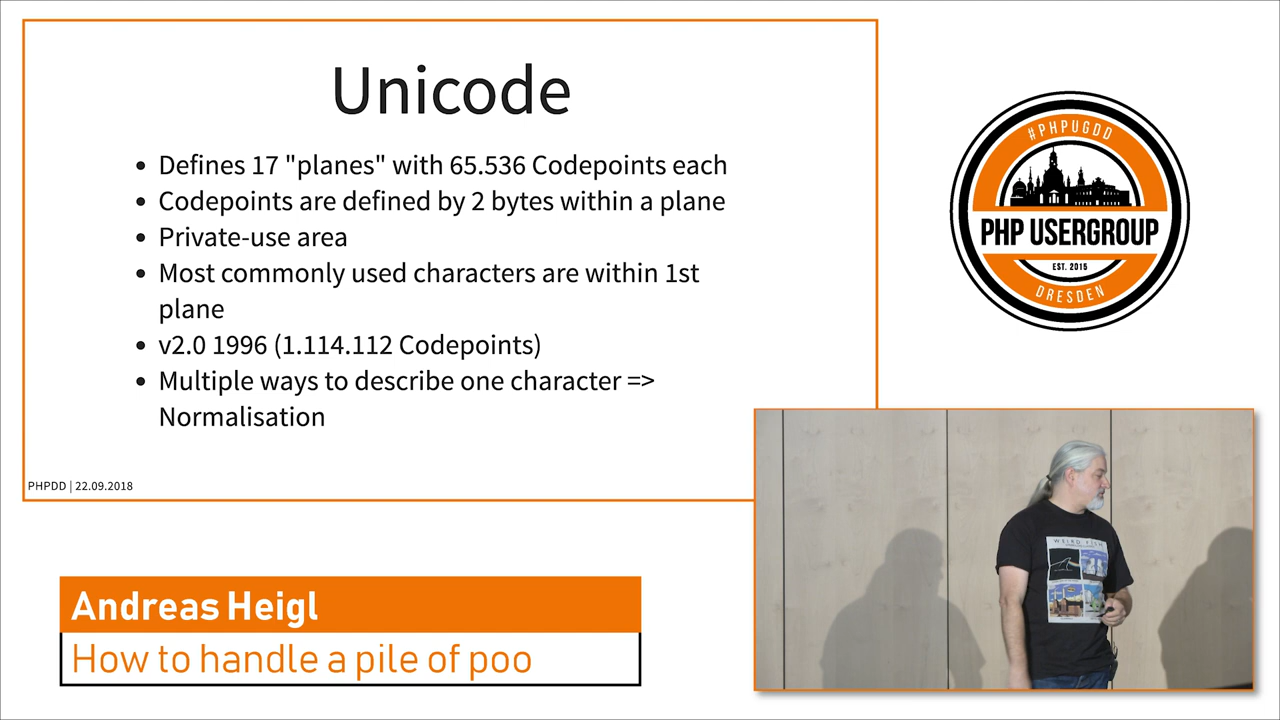 Unicode
Defines 17 "planes" with 65.536 Codepoints each
Codepoints are defined by 2 bytes within a plane
Private-use area
Most commonly used characters are within 1st
plane
v2.0 1996 (1.114.112 Codepoints)
Multiple ways to describe one character =>
Normalisation
PHPDD | 22.09.2018
#PHPUGDD
PHP USERGROUP
EST. 2015
DRESDEN
WEIRD FISH
Andreas Heigl
How to handle a pile of poo